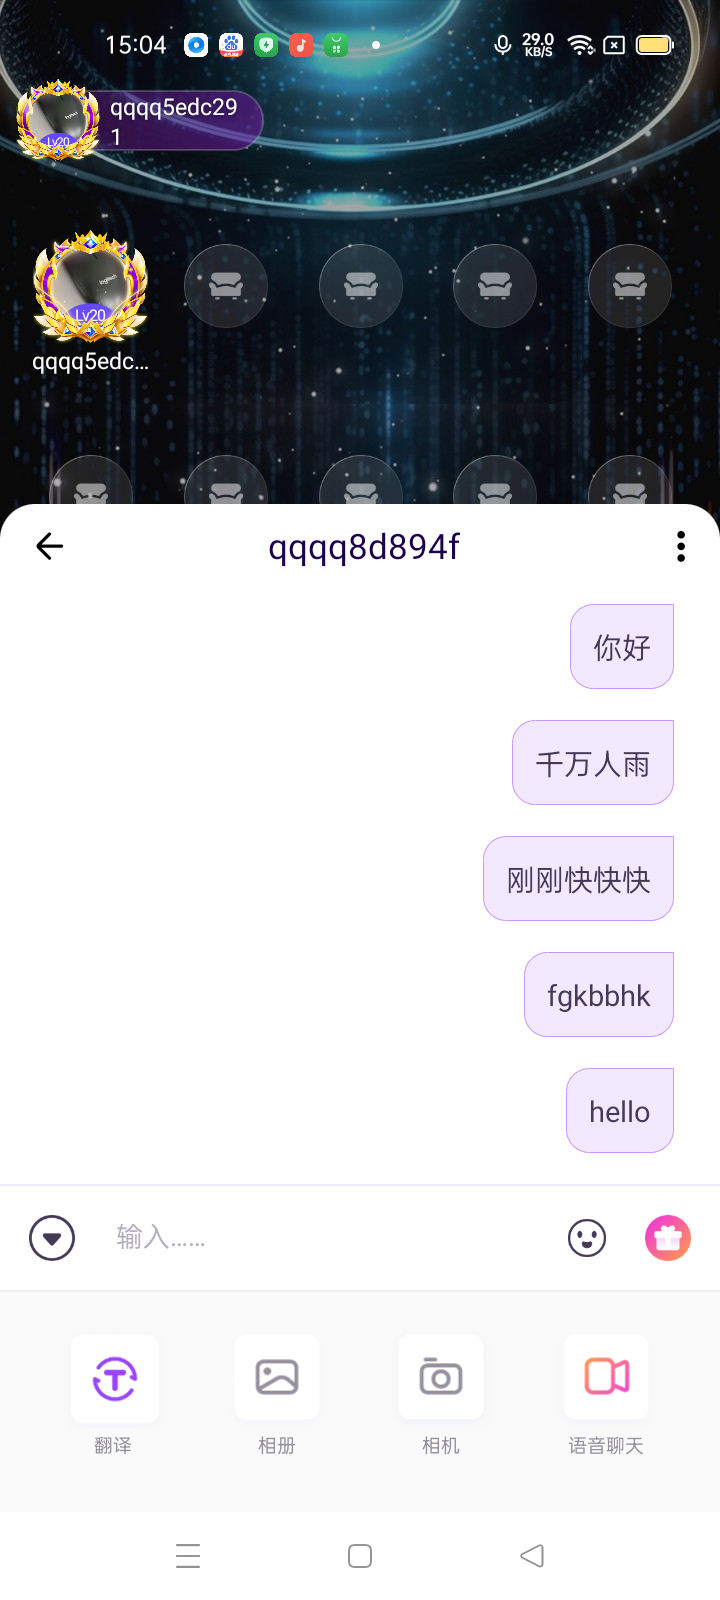 15:04
29.0
KB/S
qqqq5edc29
1
Lv20
Lv20
qqqq5edc...
qqqq8d894f
你好
千万人雨
刚刚快快快
fgkbbhk
hello
输入......
翻译
相册
相机
语音聊天